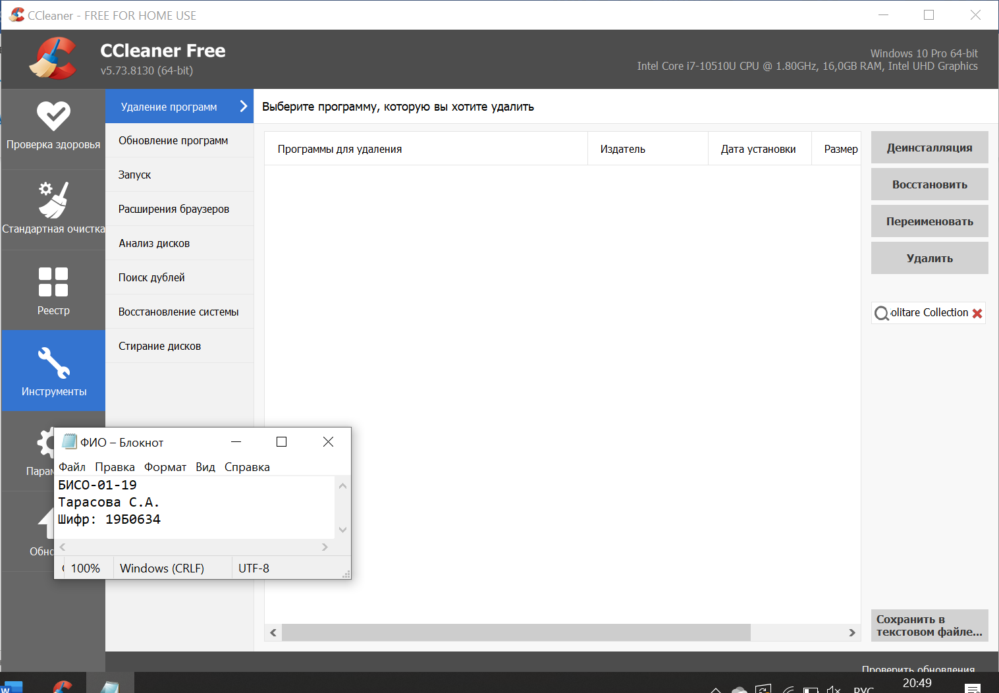 CCleaner - FREE FOR HOME USE
CCleaner Free
v5.73.8130 (64-bit)
Windows 10 Pro 64-bit
Intel Core i7-10510U CPU @ 1.80GHz, 16,0GB RAM, Intel UHD Graphics
Проверка здоровья
Стандартная очистка
Реестр
Инструменты
Удаление программ
Обновление программ
Запуск
Расширения браузеров
Анализ дисков
Поиск дублей
Восстановление системы
Стирание дисков
Выберите программу, которую вы хотите удалить
Программы для удаления
Издатель
Дата установки
Размер
Деинсталляция
Восстановить
Переименовать
Удалить
olitare Collection
Сохранить в
текстовом файле...
Проверить обновления
ФИО – Блокнот
Файл Правка Формат Вид Справка
БИСО-01-19
Тарасова С.А.
Шифр: 19Б0634
100% Windows (CRLF) UTF-8
РУС
20:49